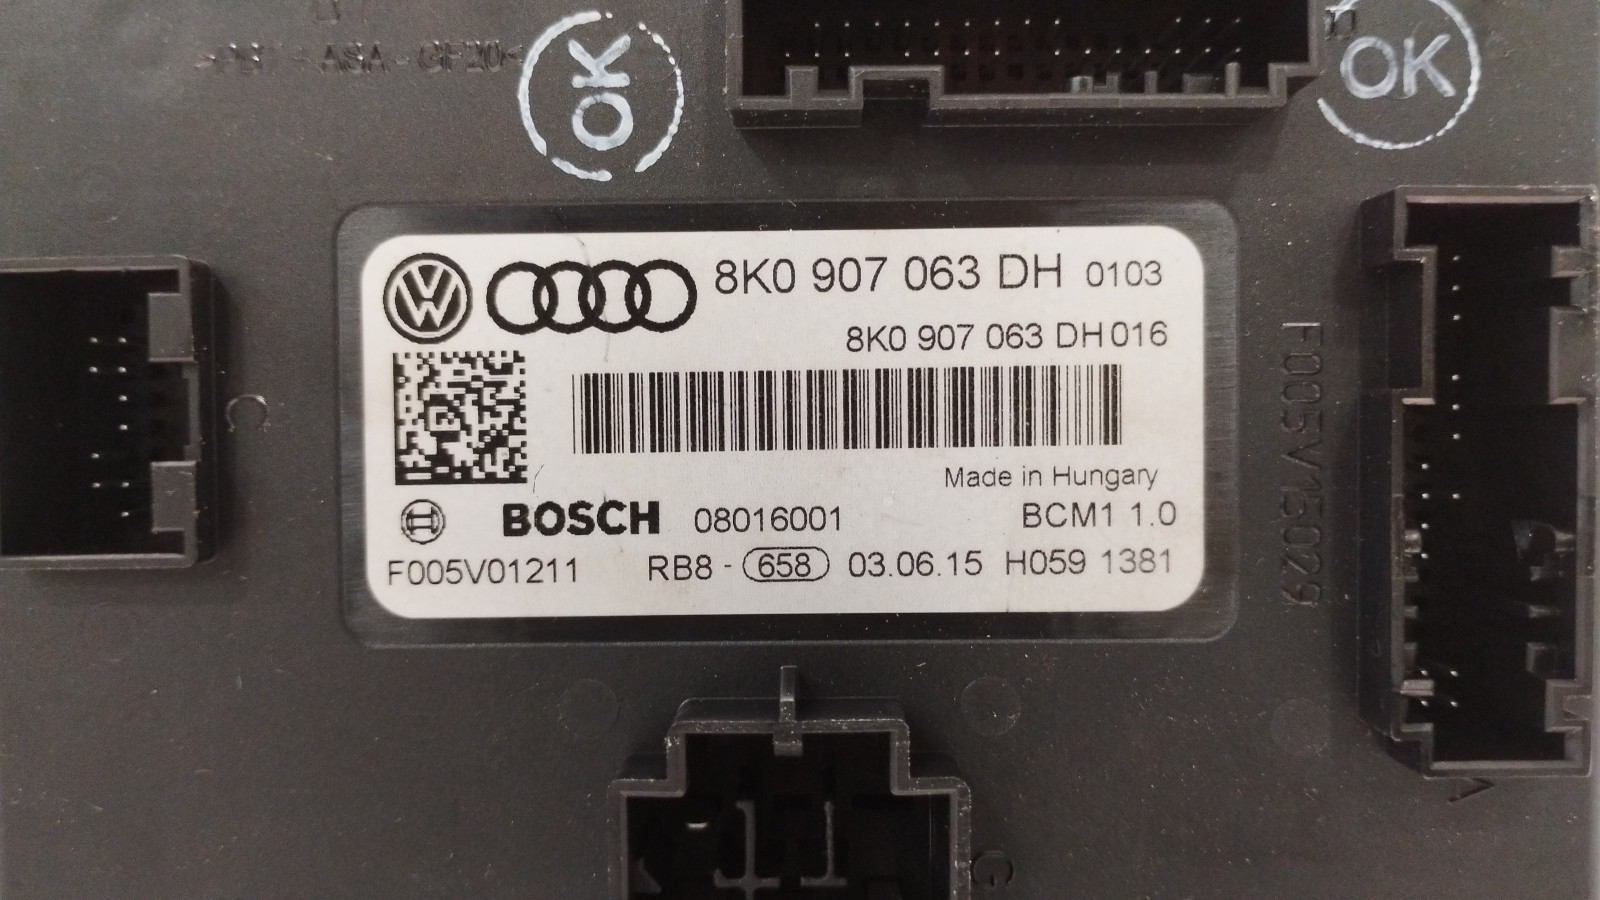 OK
OK
8K0 907 063 DH 0103
8K0 907 063 DH 016
Made in Hungary
BOSCH 08016001 BCM1 1.0
F005V01211 RB8 - 658 03.06.15 H059 1381
F005V15029
C
A
G